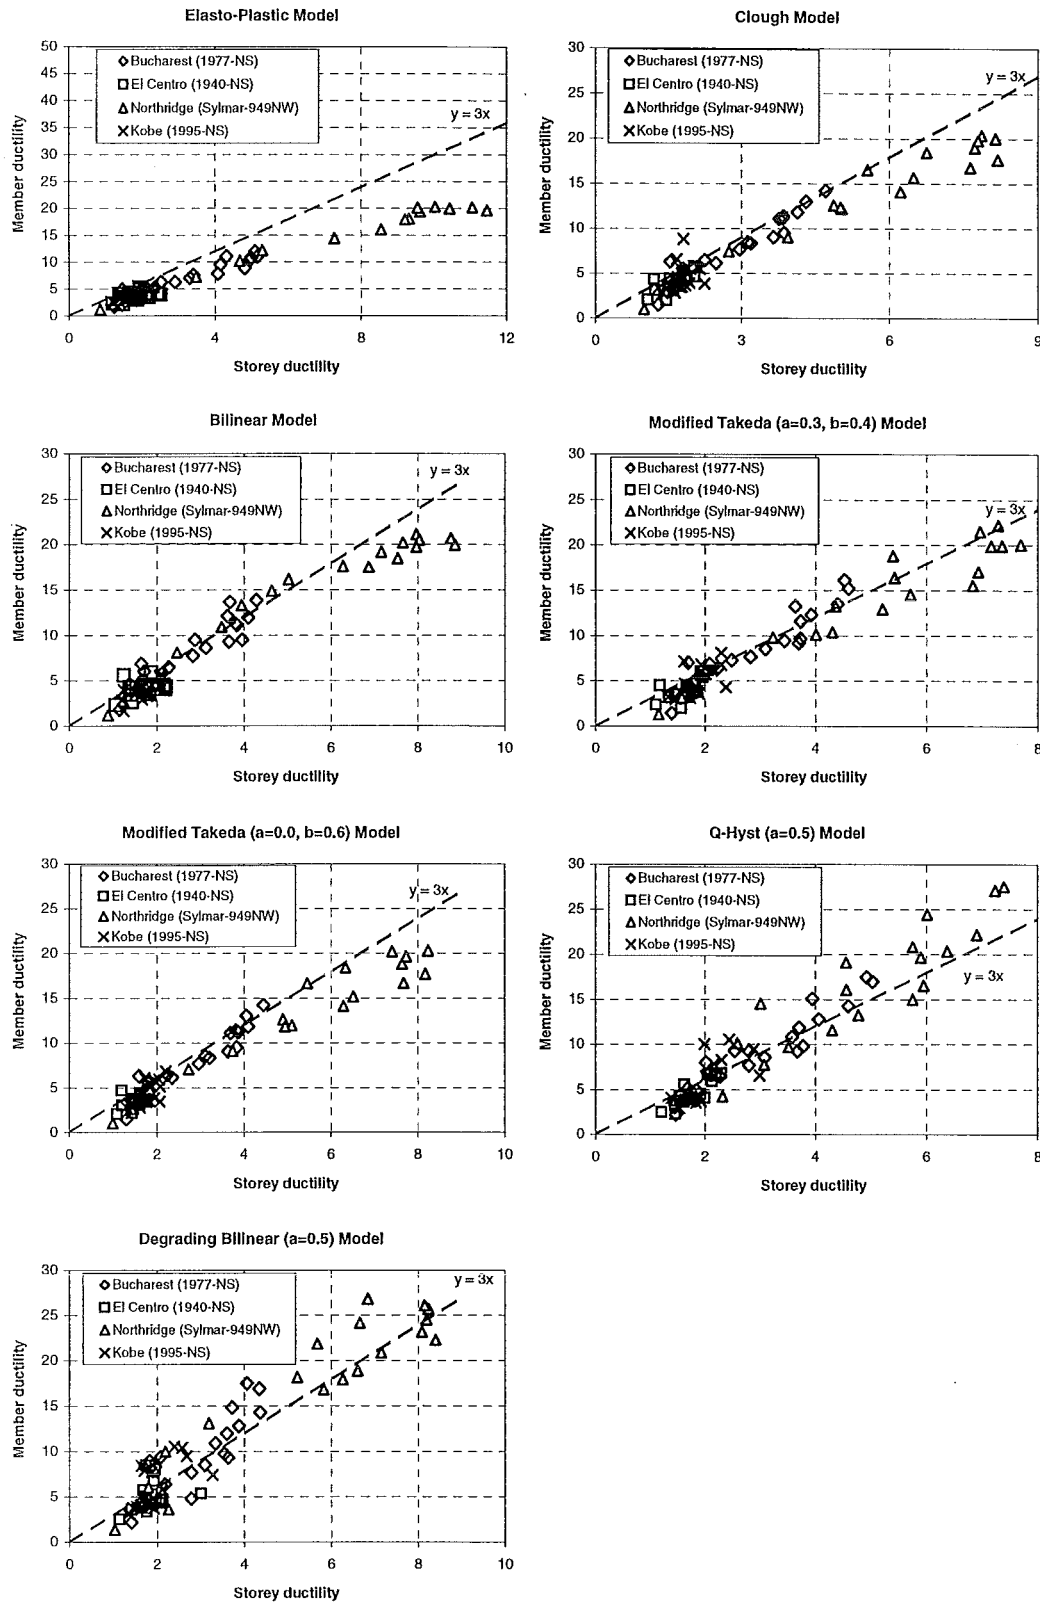 Elasto-Plastic Model
50
45
40
35
30
25
20
15
10
5
0
Member ductility
Bucharest (1977-NS)
El Centro (1940-NS)
Northridge (Sylmar-949NW)
Kobe (1995-NS)
y = 3x
0 4 8 12
Storey ductility
Clough Model
30
25
20
15
10
5
0
Member ductility
Bucharest (1977-NS)
El Centro (1940-NS)
Northridge (Sylmar-949NW)
Kobe (1995-NS)
y = 3x
0 3 6 9
Storey ductility
Bilinear Model
30
25
20
15
10
5
0
Member ductility
Bucharest (1977-NS)
El Centro (1940-NS)
Northridge (Sylmar-949NW)
Kobe (1995-NS)
y = 3x
0 2 4 6 8 10
Storey ductility
Modified Takeda (a=0.3, b=0.4) Model
30
25
20
15
10
5
0
Member ductility
Bucharest (1977-NS)
El Centro (1940-NS)
Northridge (Sylmar-949NW)
Kobe (1995-NS)
y = 3x
0 2 4 6 8
Storey ductility
Modified Takeda (a=0.0, b=0.6) Model
30
25
20
15
10
5
0
Member ductility
Bucharest (1977-NS)
El Centro (1940-NS)
Northridge (Sylmar-949NW)
Kobe (1995-NS)
y = 3x
0 2 4 6 8 10
Storey ductility
Q-Hyst (a=0.5) Model
30
25
20
15
10
5
0
Member ductility
Bucharest (1977-NS)
El Centro (1940-NS)
Northridge (Sylmar-949NW)
Kobe (1995-NS)
y = 3x
0 2 4 6 8
Storey ductility
Degrading Bilinear (a=0.5) Model
30
25
20
15
10
5
0
Member ductility
Bucharest (1977-NS)
El Centro (1940-NS)
Northridge (Sylmar-949NW)
Kobe (1995-NS)
y = 3x
0 2 4 6 8 10
Storey ductility